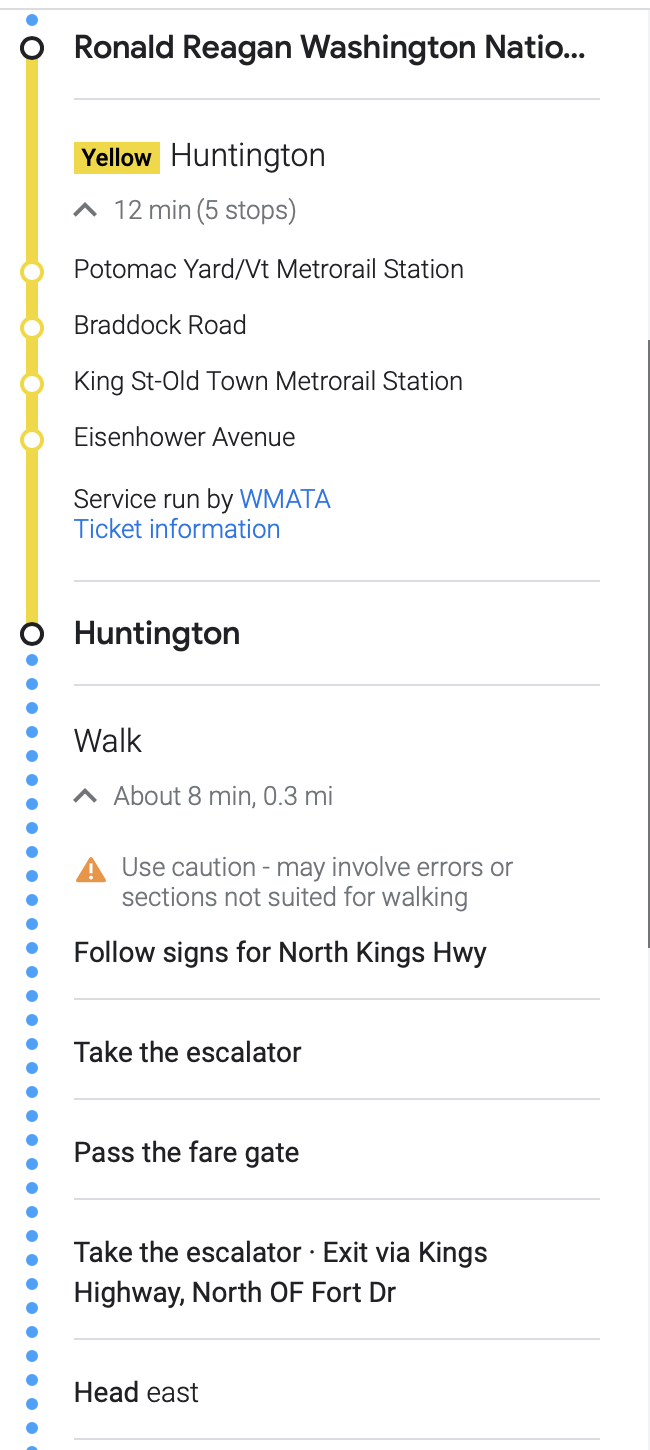 Ronald Reagan Washington Natio...
Yellow Huntington
12 min (5 stops)
Potomac Yard/Vt Metrorail Station
Braddock Road
King St-Old Town Metrorail Station
Eisenhower Avenue
Service run by WMATA
Ticket information
Huntington
Walk
About 8 min, 0.3 mi
Use caution - may involve errors or
sections not suited for walking
Follow signs for North Kings Hwy
Take the escalator
Pass the fare gate
Take the escalator · Exit via Kings
Highway, North OF Fort Dr
Head east